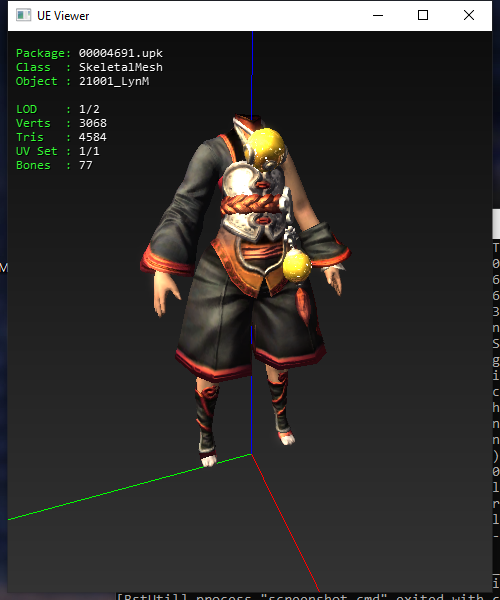 UE Viewer
Package: 00004691.upk
Class : SkeletalMesh
Object : 21001_LynM
LOD : 1/2
Verts : 3068
Tris : 4584
UV Set : 1/1
Bones : 77
M
[RstUtil] process "screenshot.cmd" exited with c